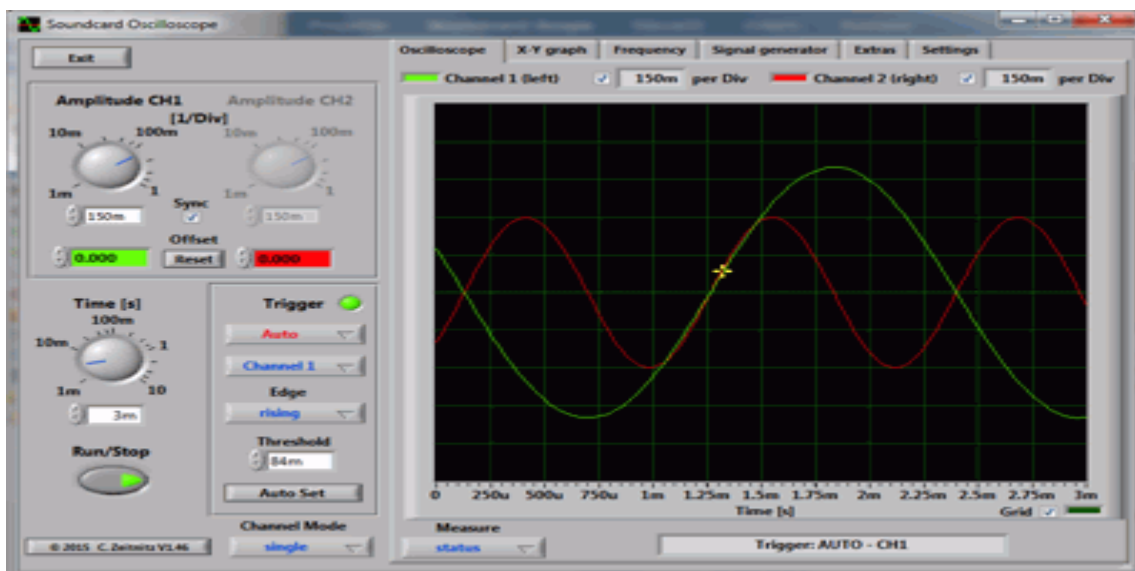 Soundcard Oscilloscope
Exit
Oscilloscope X-Y graph Frequency Signal generator Extras Settings
Channel 1 (left) 150m per Div Channel 2 (right) 150m per Div
Amplitude CH1 Amplitude CH2
[1/Div]
10m 100m 10m 100m
1m 1 1m 1
Sync
150m 150m
Offset
0.000 Reset 0.000
Time [s]
100m
10m 1
1m 10
3m
Run/Stop
Trigger
Auto
Channel 1
Edge
rising
Threshold
84m
Auto Set
Channel Mode
single
© 2015 C. Zeitnitz V1.46
0 250u 500u 750u 1m 1.25m 1.5m 1.75m 2m 2.25m 2.5m 2.75m 3m
Time [s]
Grid
Measure
status
Trigger: AUTO - CH1